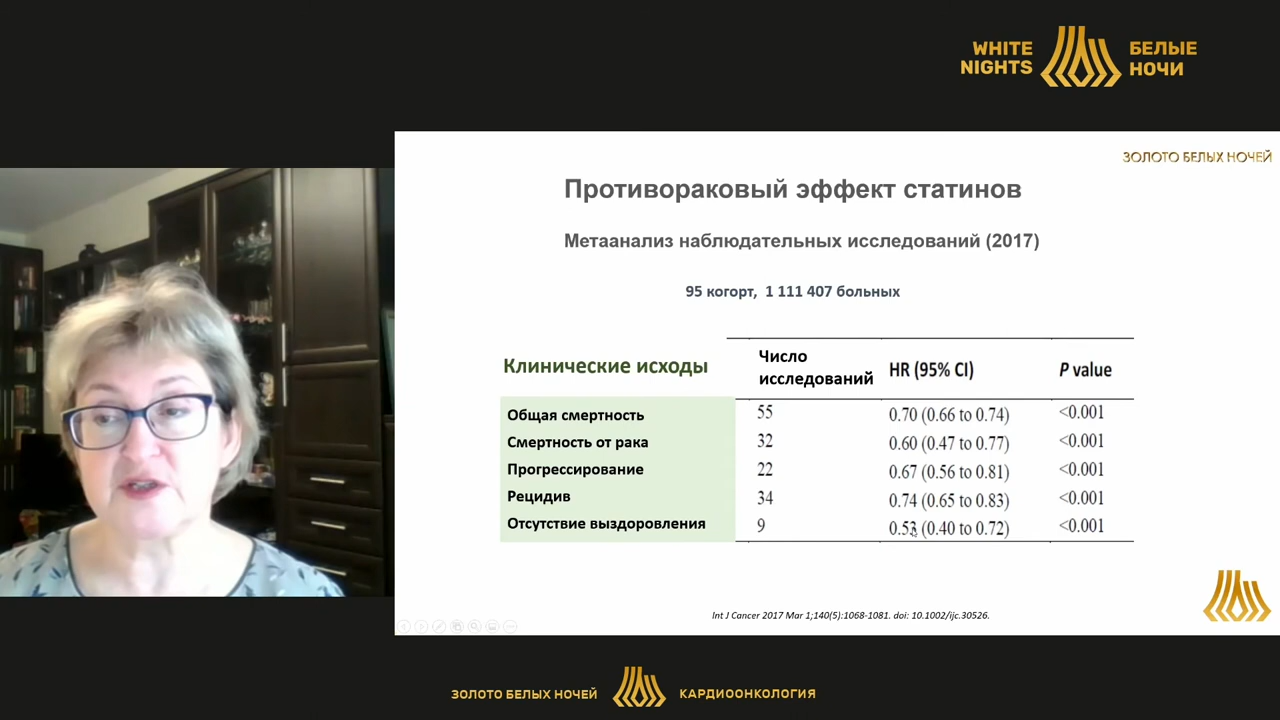 WHITE NIGHTS
БЕЛЫЕ НОЧИ
ЗОЛОТО БЕЛЫХ НОЧЕЙ
Противораковый эффект статинов
Метаанализ наблюдательных исследований (2017)
95 когорт, 1 111 407 больных
Клинические исходы Число исследований HR (95% CI) P value
Общая смертность 55 0.70 (0.66 to 0.74) <0.001
Смертность от рака 32 0.60 (0.47 to 0.77) <0.001
Прогрессирование 22 0.67 (0.56 to 0.81) <0.001
Рецидив 34 0.74 (0.65 to 0.83) <0.001
Отсутствие выздоровления 9 0.53 (0.40 to 0.72) <0.001
Int J Cancer 2017 Mar 1;140(5):1068-1081. doi: 10.1002/ijc.30526.
ЗОЛОТО БЕЛЫХ НОЧЕЙ КАРДИООНКОЛОГИЯ